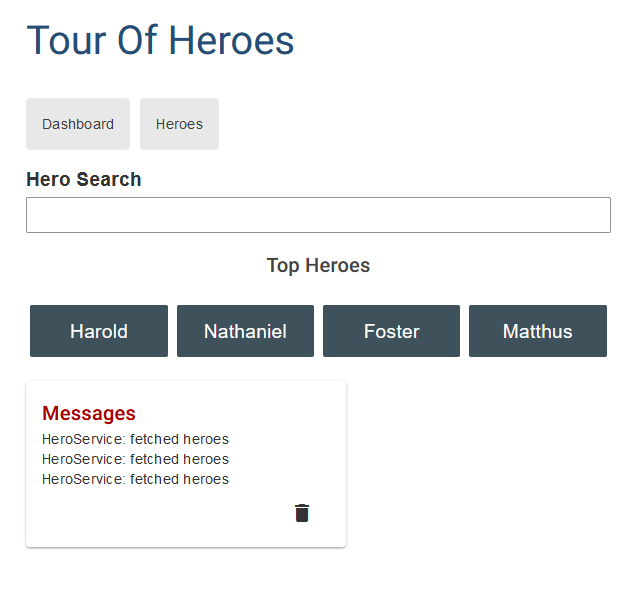 Tour Of Heroes
Dashboard Heroes
Hero Search
Top Heroes
Harold Nathaniel Foster Matthus
Messages
HeroService: fetched heroes
HeroService: fetched heroes
HeroService: fetched heroes